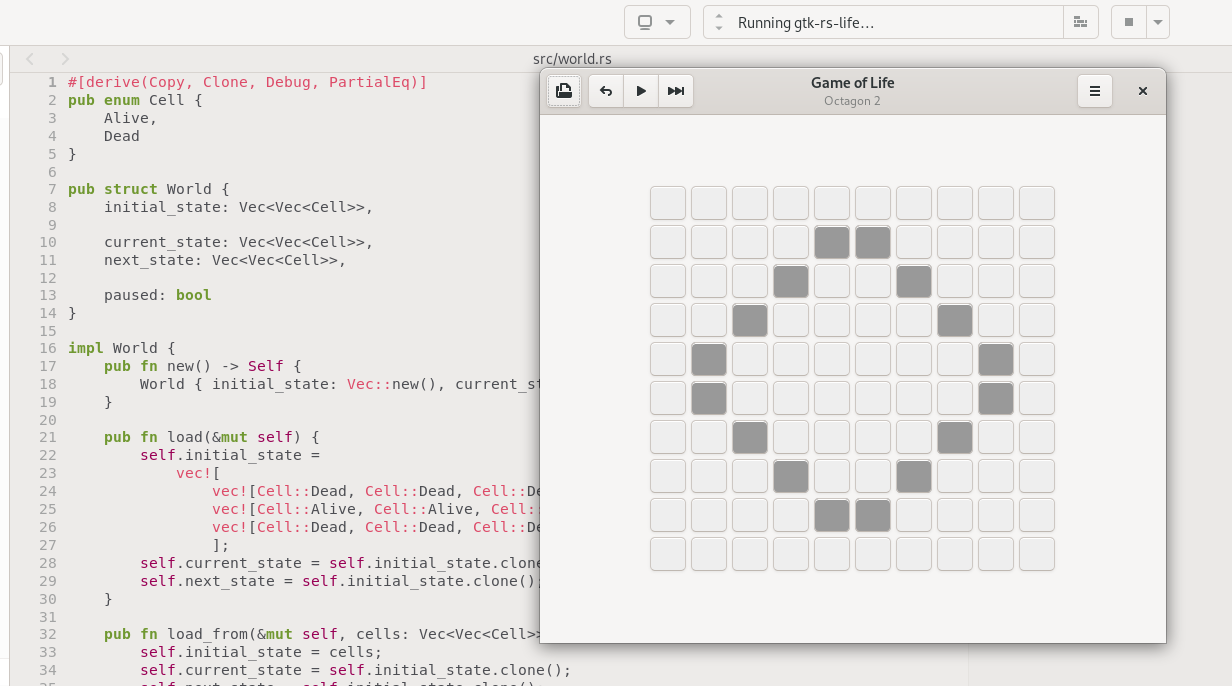 Running gtk-rs-life…
src/world.rs
Game of Life
Octagon 2
1 #[derive(Copy, Clone, Debug, PartialEq)]
2 pub enum Cell {
3     Alive,
4     Dead
5 }
6
7 pub struct World {
8     initial_state: Vec<Vec<Cell>>,
9
10     current_state: Vec<Vec<Cell>>,
11     next_state: Vec<Vec<Cell>>,
12
13     paused: bool
14 }
15
16 impl World {
17     pub fn new() -> Self {
18         World { initial_state: Vec::new(), current_st
19     }
20
21     pub fn load(&mut self) {
22         self.initial_state =
23             vec![
24                 vec![Cell::Dead, Cell::Dead, Cell::De
25                 vec![Cell::Alive, Cell::Alive, Cell:
26                 vec![Cell::Dead, Cell::Dead, Cell::De
27                 ];
28         self.current_state = self.initial_state.clone
29         self.next_state = self.initial_state.clone();
30     }
31
32     pub fn load_from(&mut self, cells: Vec<Vec<Cell>>
33         self.initial_state = cells;
34         self.current_state = self.initial_state.clone();